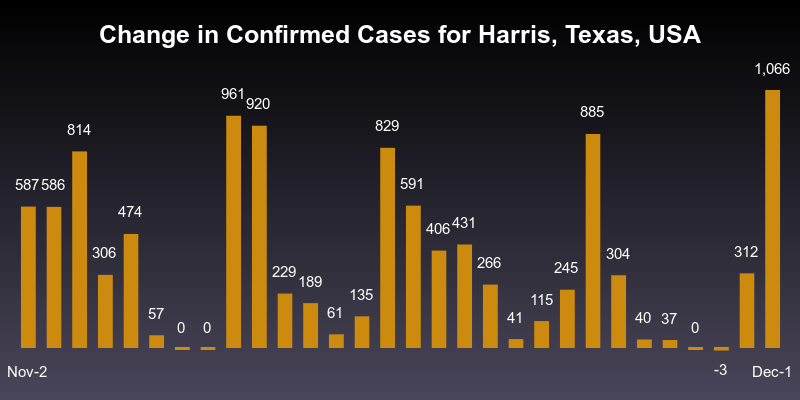 Change in Confirmed Cases for Harris, Texas, USA
587 586 814 306 474 57 0 0 961 920 229 189 61 135 829 591 406 431 266 41 115 245 885 304 40 37 0 -3 312 1,066
Nov-2 Dec-1